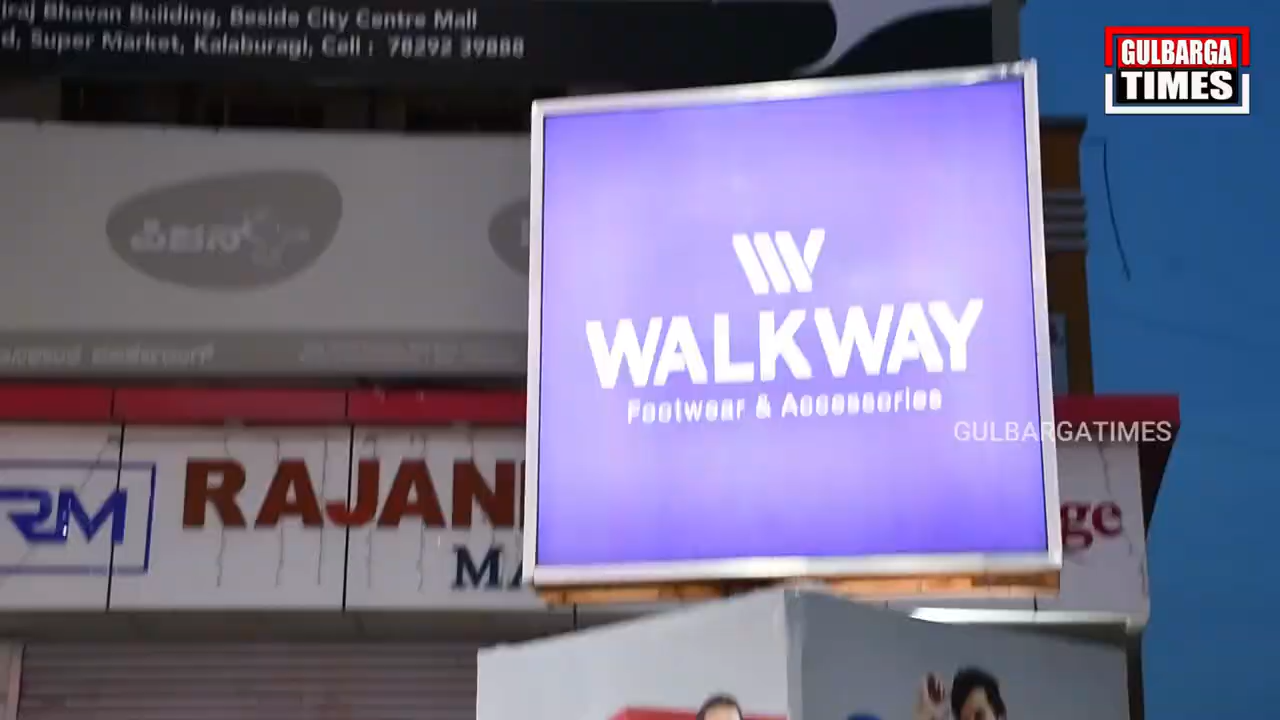 iraj Bhavan Building, Beside City Centre Mall
d, Super Market, Kalaburagi, Cell : 78292 39888
GULBARGA
TIMES
WALKWAY
Footwear & Accessories
GULBARGATIMES
RM
RAJAN
MA
ge